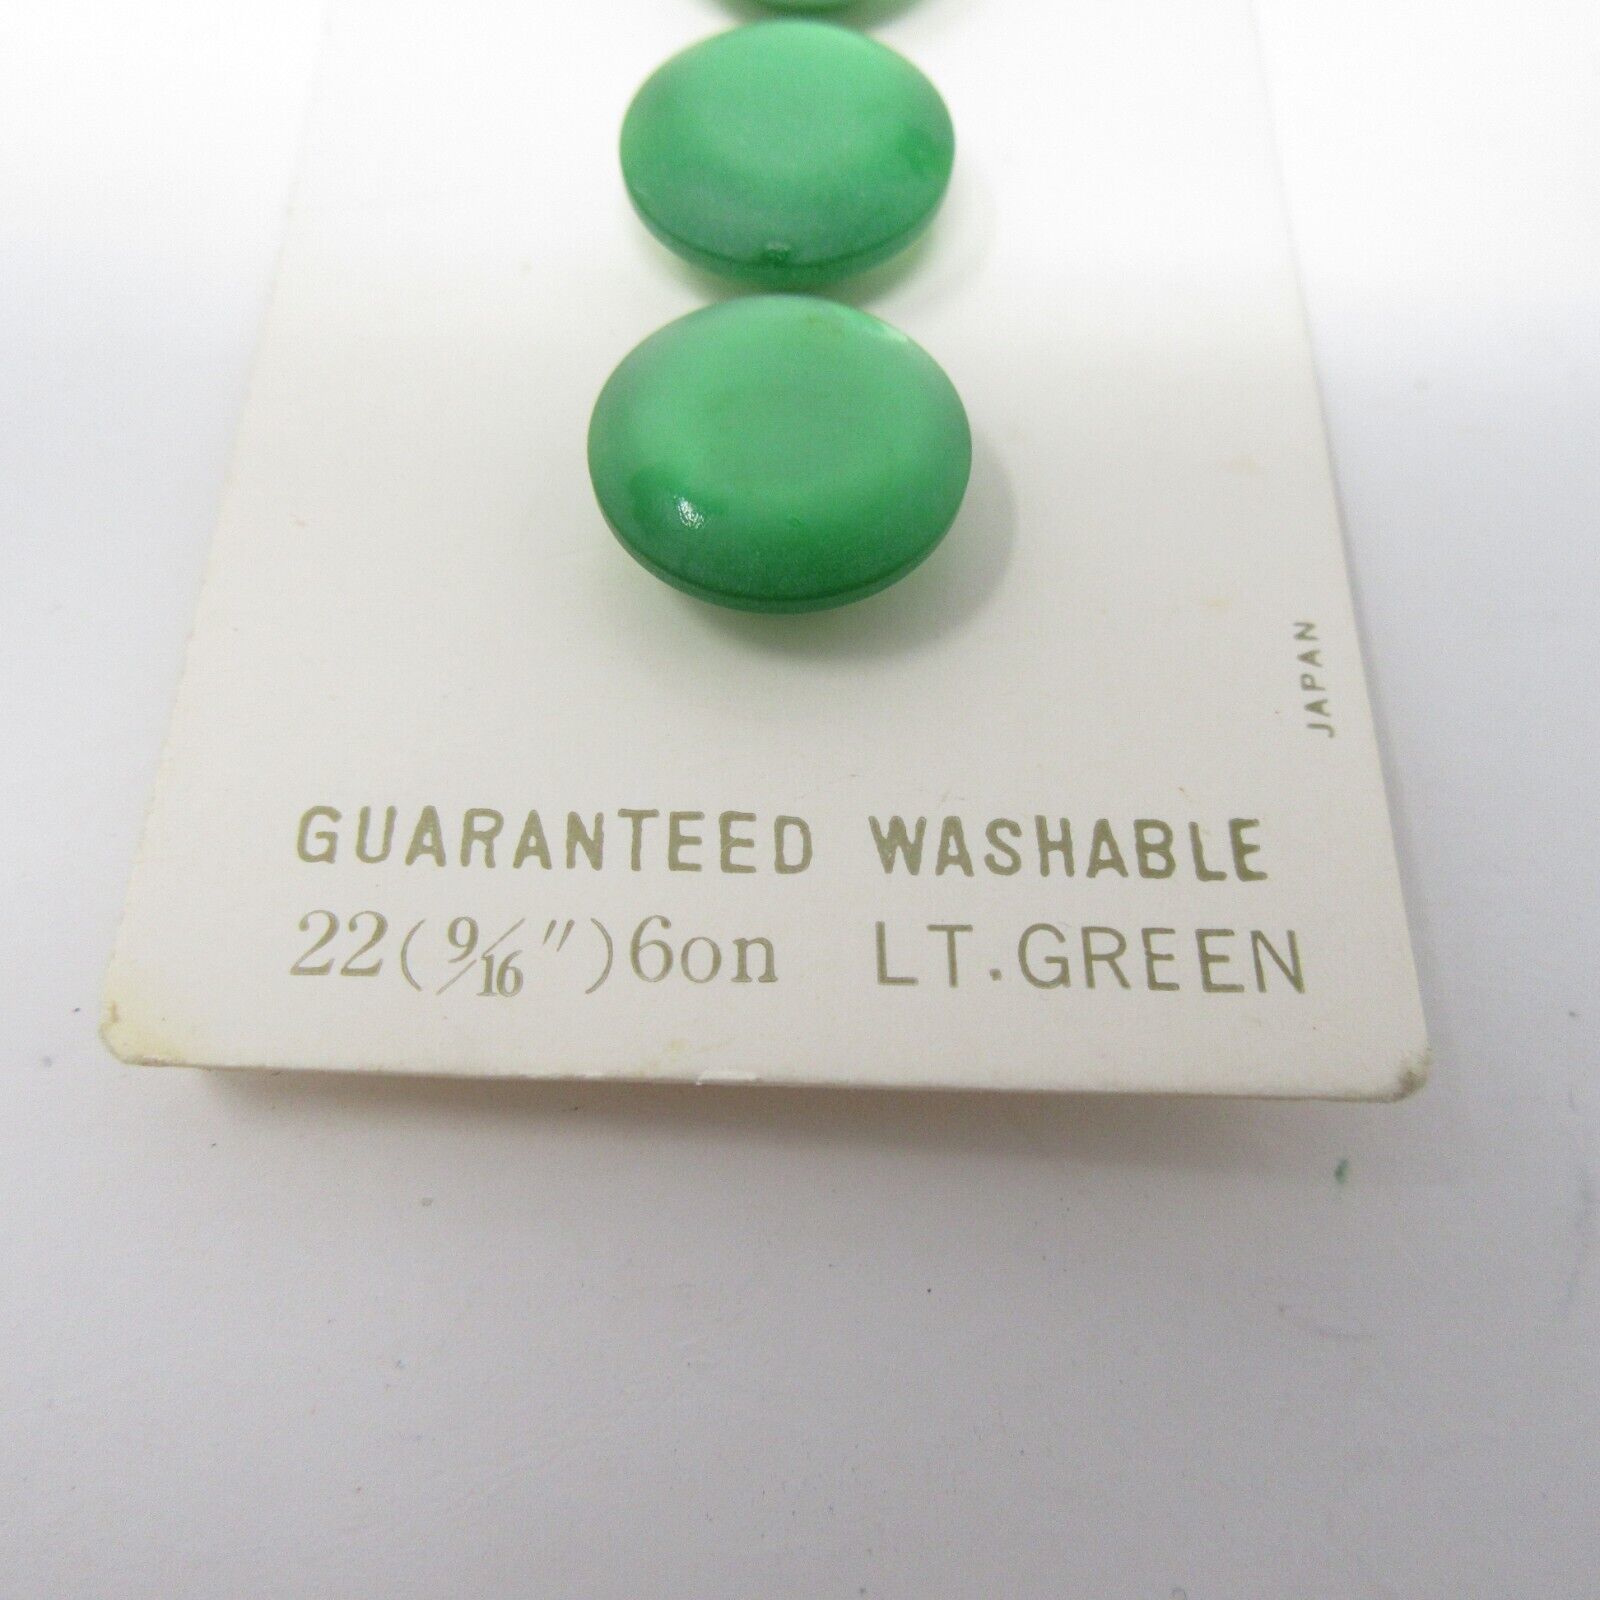 JAPAN
GUARANTEED WASHABLE
22(9/16")6on LT.GREEN